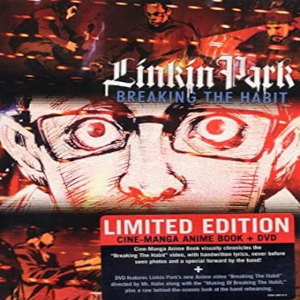 Linkin Park
BREAKING THE HABIT
LIMITED EDITION
CINE-MANGA ANIME BOOK + DVD
Cine-Manga Anime Book visually chronicles the
"Breaking The Habit" video, with handwritten lyrics, never before
seen photos and a special forward by the band!
+
DVD features Linkin Park's new Anime video "Breaking The Habit"
directed by Mr. Hahn along with the "Making Of Breaking The Habit",
plus a raw behind-the-scenes look at the band rehearsing.